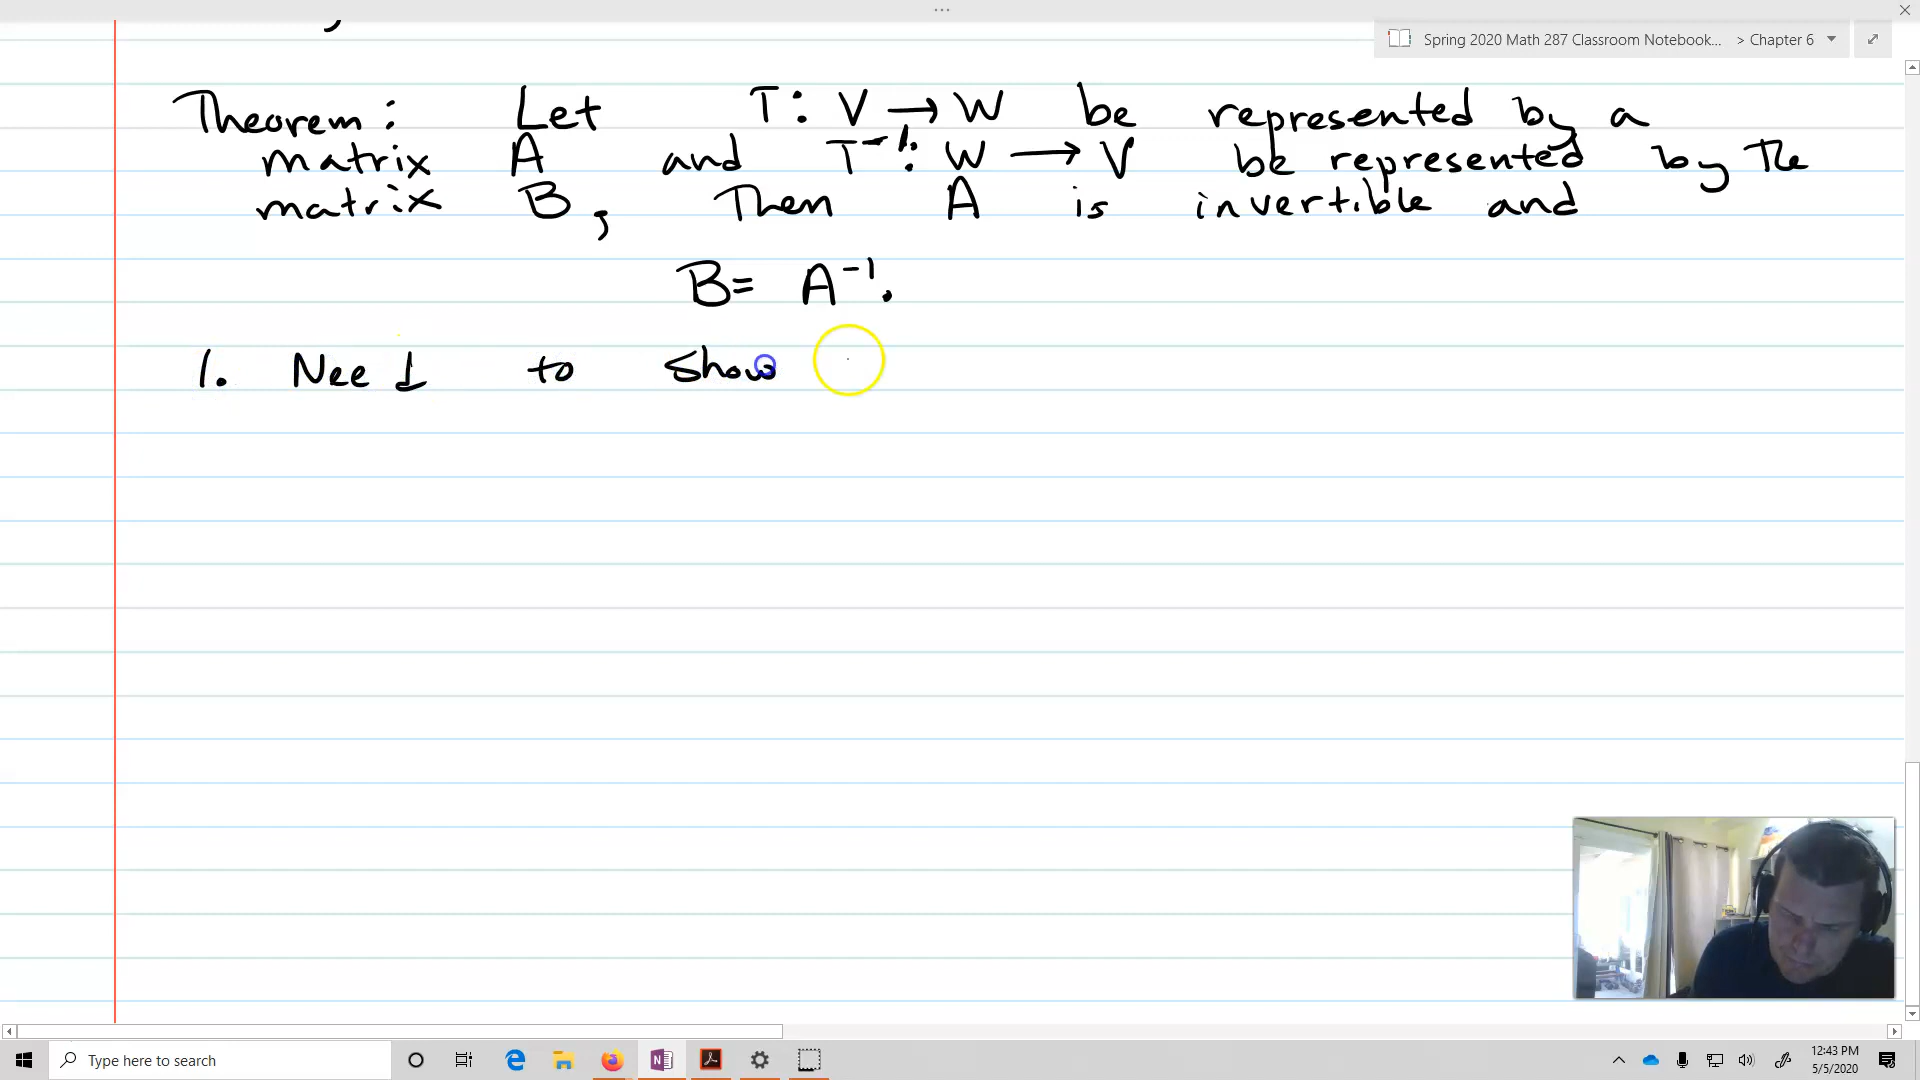 Spring 2020 Math 287 Classroom Notebook... > Chapter 6
Theorem: Let T: V → W be represented by a
matrix A and T⁻¹: W → V be represented by the
matrix B, Then A is invertible and
B= A⁻¹.
1. Need to show
Type here to search
12:43 PM
5/5/2020